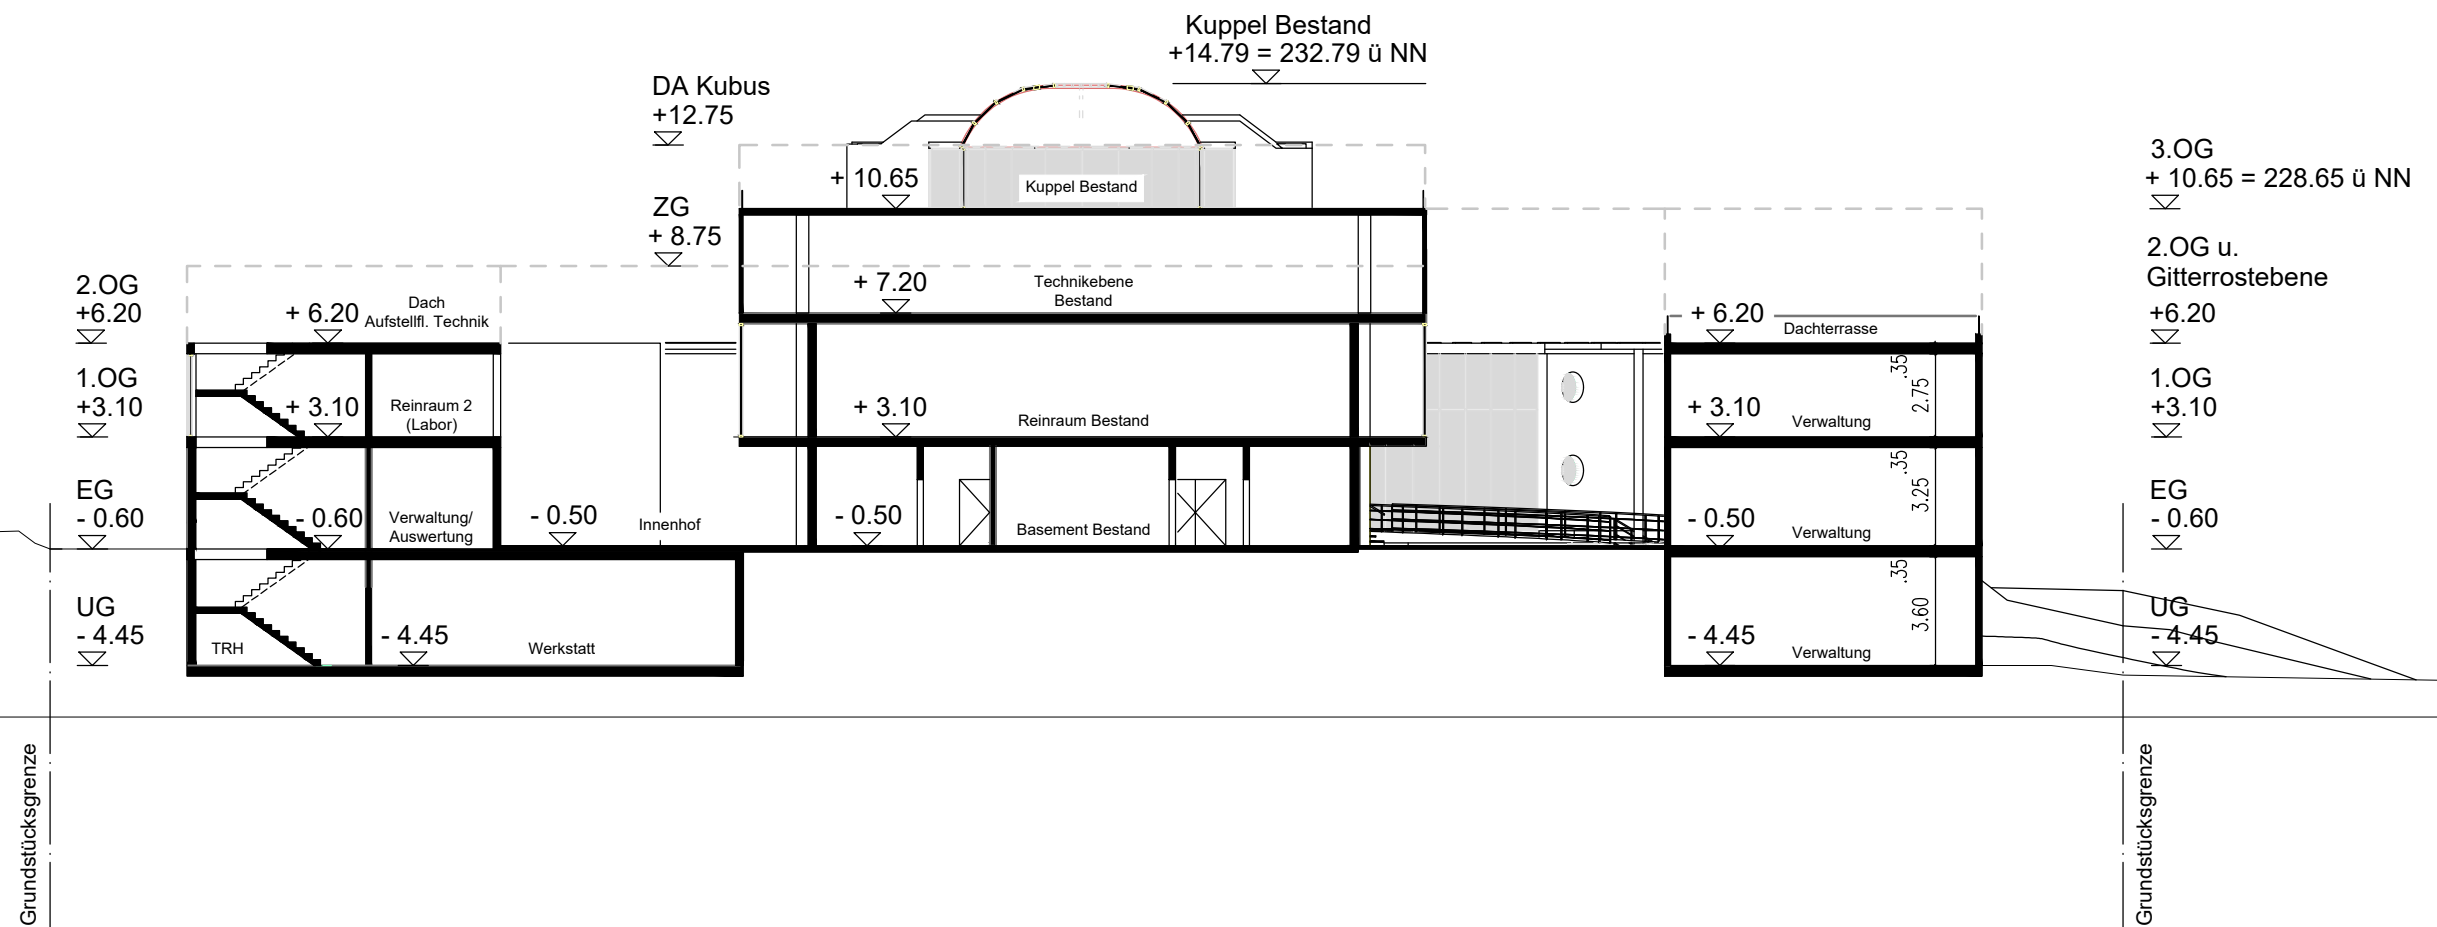 Kuppel Bestand
+14.79 = 232.79 ü NN
DA Kubus
+12.75
3.OG
+ 10.65 = 228.65 ü NN
+ 10.65
Kuppel Bestand
ZG
+ 8.75
2.OG u.
Gitterrostebene
+6.20
2.OG
+6.20
+ 6.20
Dach
Aufstellfl. Technik
+ 7.20
Technikebene
Bestand
+ 6.20
Dachterrasse
1.OG
+3.10
+ 3.10
Reinraum 2
(Labor)
+ 3.10
Reinraum Bestand
+ 3.10
Verwaltung
.35
2.75
1.OG
+3.10
EG
- 0.60
- 0.60
Verwaltung/
Auswertung
- 0.50
Innenhof
- 0.50
Basement Bestand
- 0.50
Verwaltung
.35
3.25
EG
- 0.60
UG
- 4.45
TRH
- 4.45
Werkstatt
- 4.45
Verwaltung
.35
3.60
UG
- 4.45
Grundstücksgrenze
Grundstücksgrenze